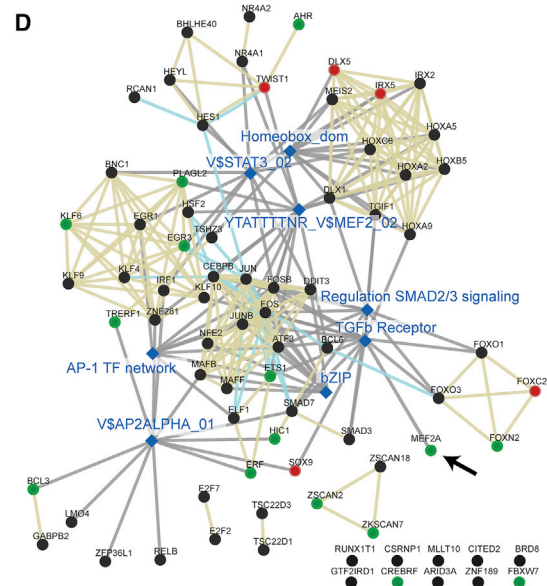 D
NR4A2
BHLHE40
AHR
NR4A1
HEYL
TWIST1
DLX5
IRX5
IRX2
RCAN1
MEIS2
HES1
HOXA5
Homeobox_dom
HOXC6
BNC1
V$STAT3_02
HOXA2
HOXB5
PLAGL2
DLX1
KLF6
EGR1
HSF2
YTATTTTNR_V$MEF2_02
TGIF1
EGR3
TSHZ3
HOXA9
KLF9
KLF4
IRF1
CEBPB
JUN
KLF10
FOSB
DDIT3
Regulation SMAD2/3 signaling
FOS
TRERF1
ZNF281
JUNB
TGFb Receptor
NFE2
ATF3
BCL6
AP-1 TF network
FOXO1
MAFB
ETS1
bZIP
MAFF
FOXO3
FOXC2
V$AP2ALPHA_01
ELF1
SMAD7
HIC1
SMAD3
MEF2A
FOXN2
ERF
SOX9
ZSCAN18
BCL3
E2F7
ZSCAN2
LMO4
TSC22D3
ZKSCAN7
GABPB2
E2F2
ZFP36L1
RELB
TSC22D1
RUNX1T1 CSRNP1 MLLT10 CITED2 BRD8
GTF2IRD1 CREBRF ARID3A ZNF189 FBXW7